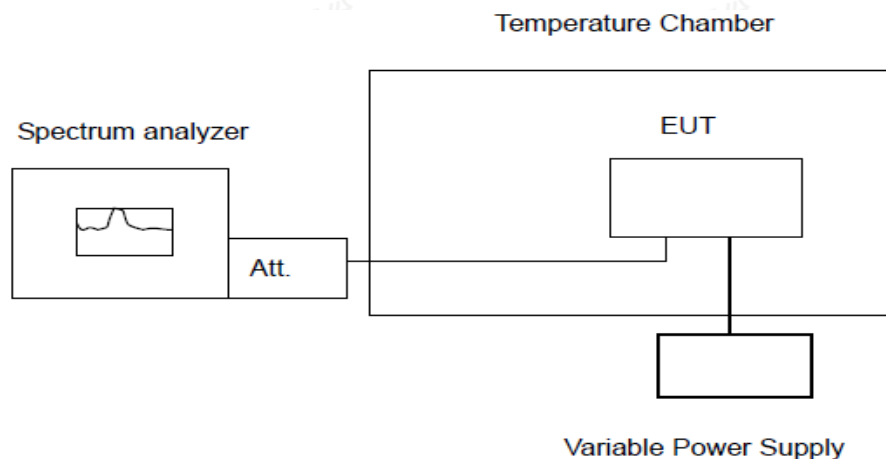 Temperature Chamber
Spectrum analyzer
EUT
Att.
Variable Power Supply